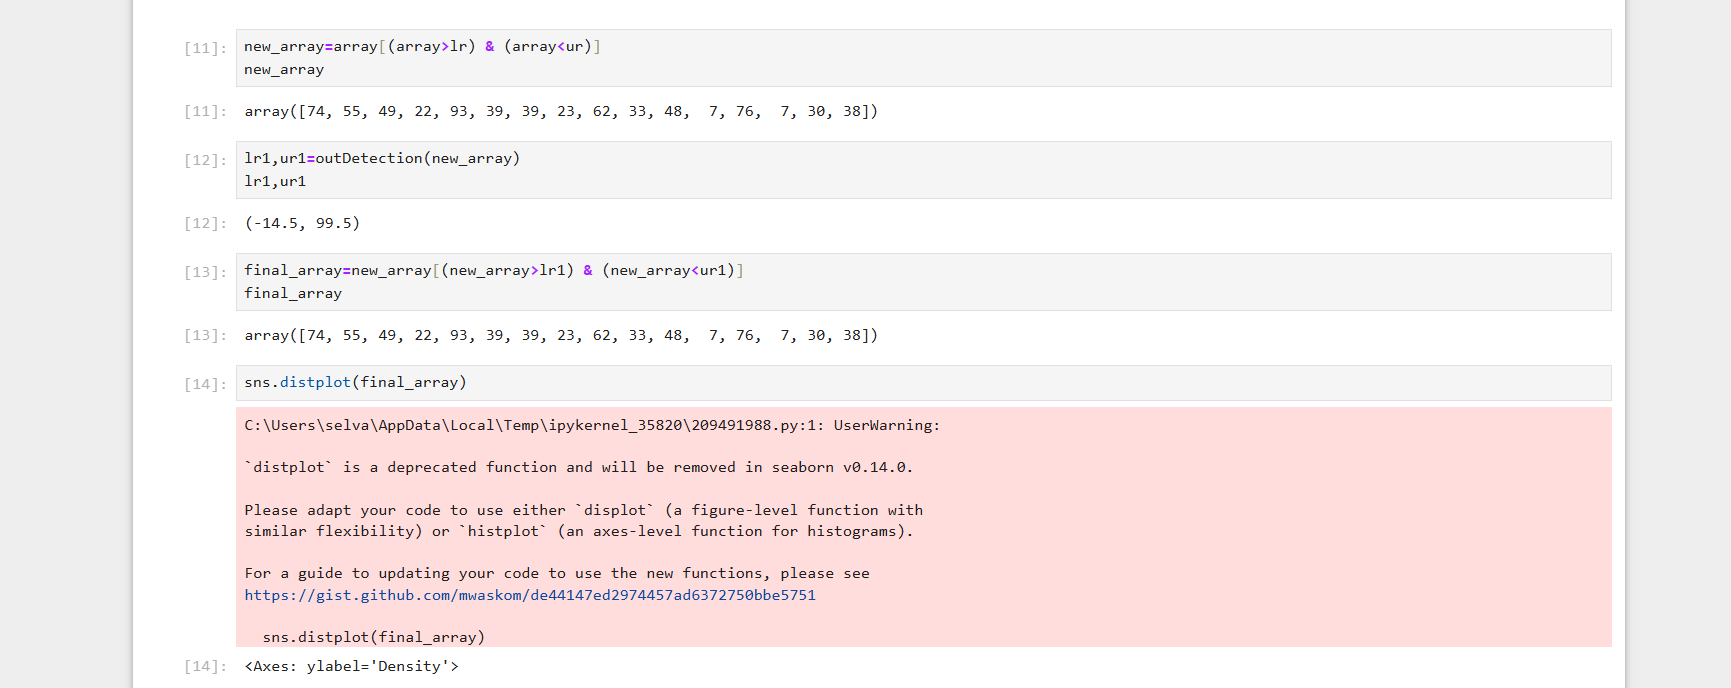 [11]: new_array=array[(array>lr) & (array<ur)]
new_array
[11]: array([74, 55, 49, 22, 93, 39, 39, 23, 62, 33, 48,  7, 76,  7, 30, 38])
[12]: lr1,ur1=outDetection(new_array)
lr1,ur1
[12]: (-14.5, 99.5)
[13]: final_array=new_array[(new_array>lr1) & (new_array<ur1)]
final_array
[13]: array([74, 55, 49, 22, 93, 39, 39, 23, 62, 33, 48,  7, 76,  7, 30, 38])
[14]: sns.distplot(final_array)
C:\Users\selva\AppData\Local\Temp\ipykernel_35820\209491988.py:1: UserWarning:
`distplot` is a deprecated function and will be removed in seaborn v0.14.0.
Please adapt your code to use either `displot` (a figure-level function with
similar flexibility) or `histplot` (an axes-level function for histograms).
For a guide to updating your code to use the new functions, please see
https://gist.github.com/mwaskom/de44147ed2974457ad6372750bbe5751
sns.distplot(final_array)
[14]: <Axes: ylabel='Density'>